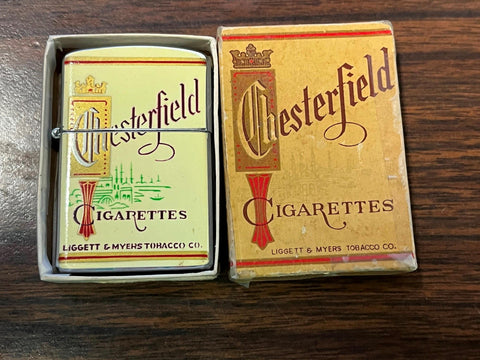 Chesterfield
CIGARETTES
LIGGETT & MYERS TOBACCO CO.
Chesterfield
CIGARETTES
LIGGETT & MYERS TOBACCO CO.